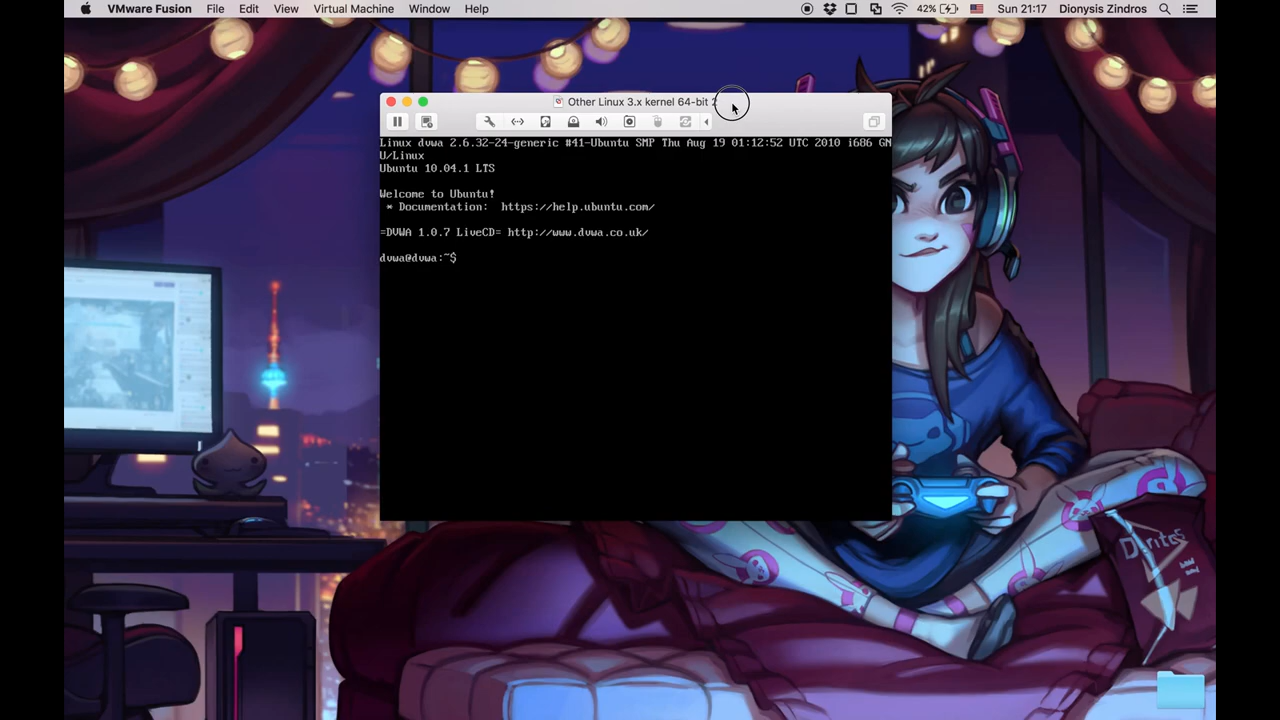 VMware Fusion File Edit View Virtual Machine Window Help 42% Sun 21:17 Dionysis Zindros
Other Linux 3.x kernel 64-bit 2
Linux dvwa 2.6.32-24-generic #41-Ubuntu SMP Thu Aug 19 01:12:52 UTC 2010 i686 GN
U/Linux
Ubuntu 10.04.1 LTS
Welcome to Ubuntu!
* Documentation: https://help.ubuntu.com/
=DVWA 1.0.7 LiveCD= http://www.dvwa.co.uk/
dvwa@dvwa:~$
Doritos